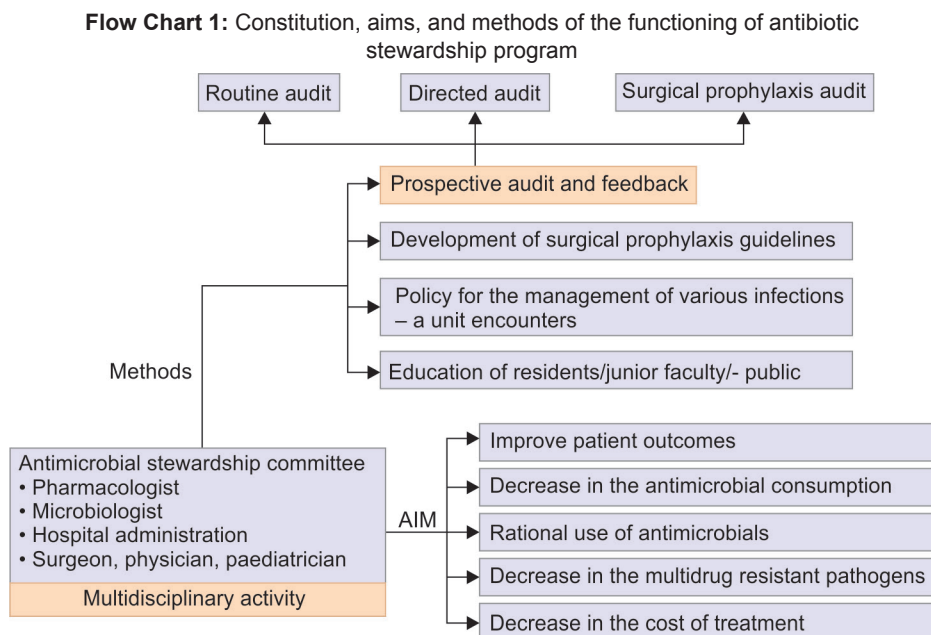 Flow Chart 1: Constitution, aims, and methods of the functioning of antibiotic
stewardship program
Routine audit
Directed audit
Surgical prophylaxis audit
Prospective audit and feedback
Development of surgical prophylaxis guidelines
Policy for the management of various infections
– a unit encounters
Education of residents/junior faculty/- public
Methods
Antimicrobial stewardship committee
• Pharmacologist
• Microbiologist
• Hospital administration
• Surgeon, physician, paediatrician
Multidisciplinary activity
AIM
Improve patient outcomes
Decrease in the antimicrobial consumption
Rational use of antimicrobials
Decrease in the multidrug resistant pathogens
Decrease in the cost of treatment